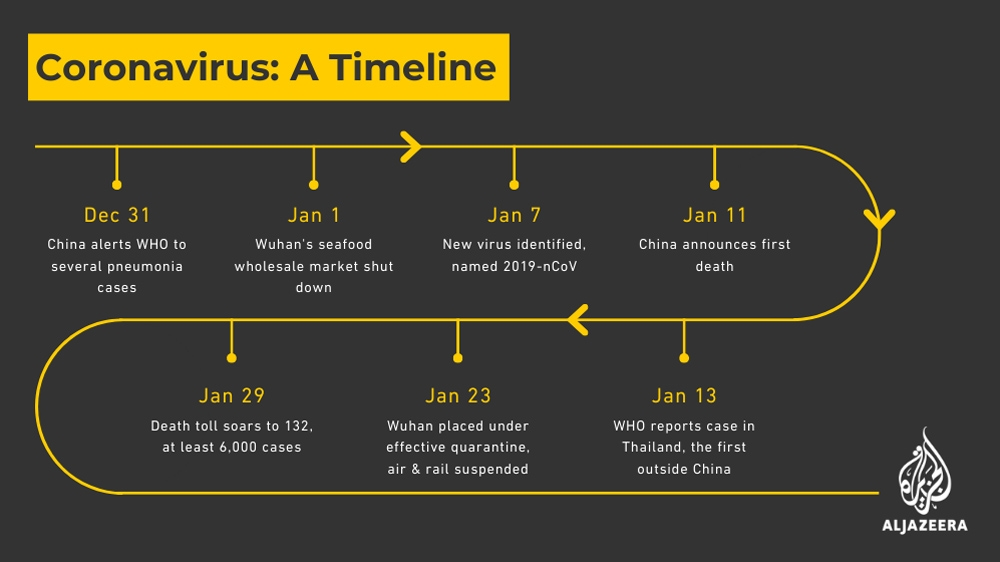 Coronavirus: A Timeline
Dec 31
China alerts WHO to
several pneumonia
cases
Jan 1
Wuhan's seafood
wholesale market shut
down
Jan 7
New virus identified,
named 2019-nCoV
Jan 11
China announces first
death
Jan 13
WHO reports case in
Thailand, the first
outside China
Jan 23
Wuhan placed under
effective quarantine,
air & rail suspended
Jan 29
Death toll soars to 132,
at least 6,000 cases
الجزيرة
ALJAZEERA